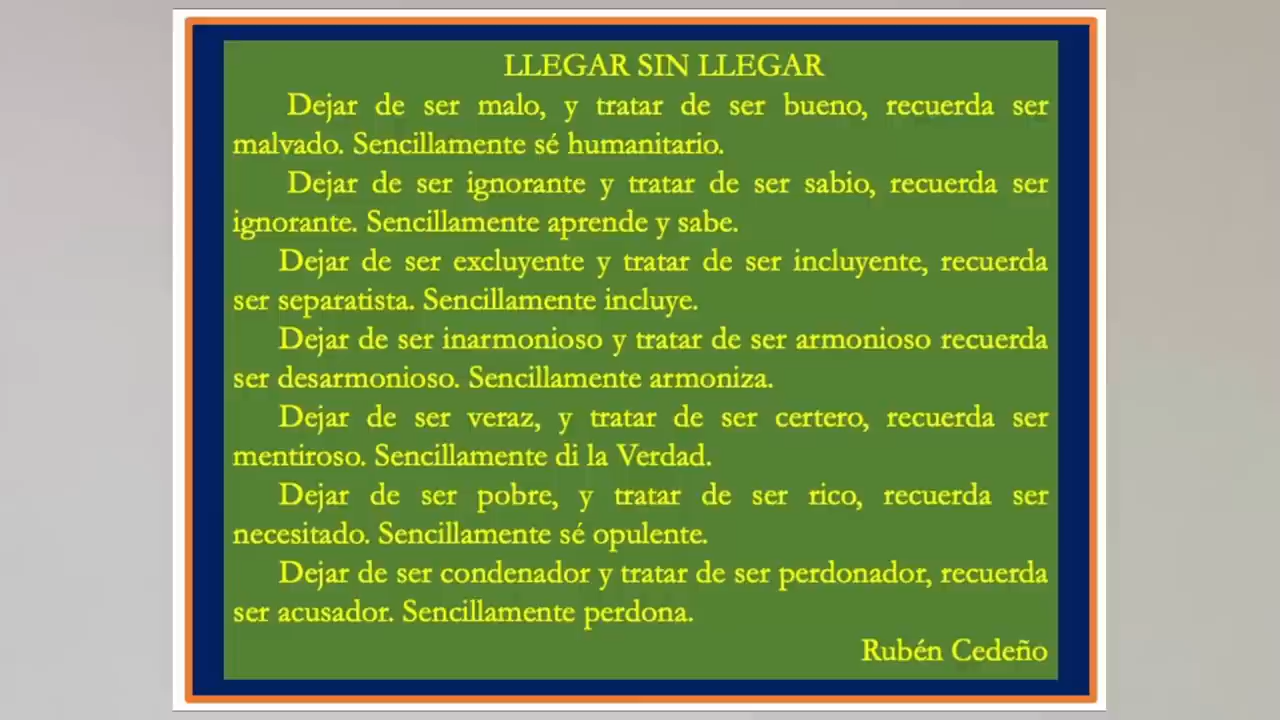 LLEGAR SIN LLEGAR
Dejar de ser malo, y tratar de ser bueno, recuerda ser
malvado. Sencillamente sé humanitario.
Dejar de ser ignorante y tratar de ser sabio, recuerda ser
ignorante. Sencillamente aprende y sabe.
Dejar de ser excluyente y tratar de ser incluyente, recuerda
ser separatista. Sencillamente incluye.
Dejar de ser inarmonioso y tratar de ser armonioso recuerda
ser desarmonioso. Sencillamente armoniza.
Dejar de ser veraz, y tratar de ser certero, recuerda ser
mentiroso. Sencillamente di la Verdad.
Dejar de ser pobre, y tratar de ser rico, recuerda ser
necesitado. Sencillamente sé opulente.
Dejar de ser condenador y tratar de ser perdonador, recuerda
ser acusador. Sencillamente perdona.
Rubén Cedeño